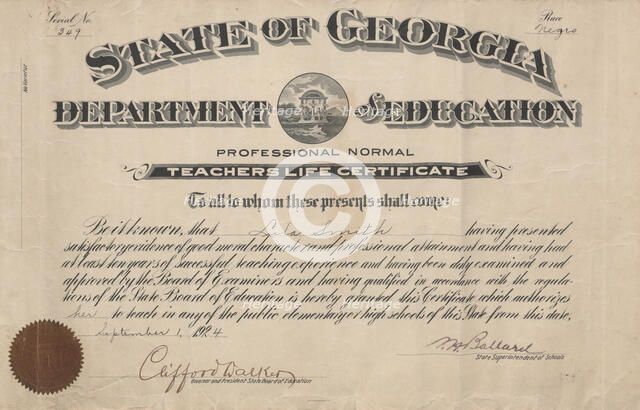 Serial No.
349
Race
Negro
No Varietur
STATE OF GEORGIA
DEPARTMENT of EDUCATION
PROFESSIONAL NORMAL
TEACHERS LIFE CERTIFICATE
To all to whom these presents shall come:
Be it known, that Lula Smith having presented
satisfactory evidence of good moral character and professional attainment and having had
at least ten years of successful teaching experience and having been duly examined and
approved by the Board of Examiners and having qualified in accordance with the regula-
tions of the State Board of Education is hereby granted this Certificate which authorizes
her to teach in any of the public elementary or high schools of this State from this date,
September 1, 1924
Clifford Walker
Governor and President State Board of Education
M. Ballard
State Superintendent of Schools
Heritage Images